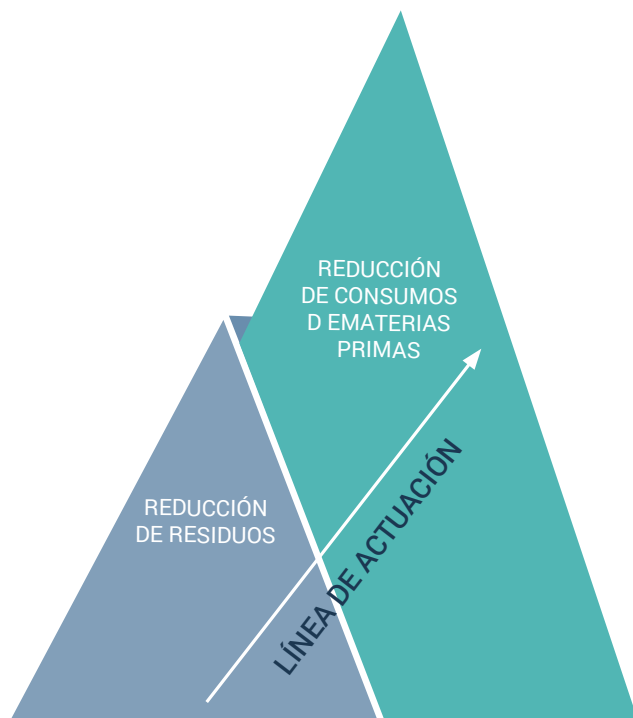 REDUCCIÓN
DE CONSUMOS
D EMATERIAS
PRIMAS
REDUCCIÓN
DE RESIDUOS
LÍNEA DE ACTUACIÓN